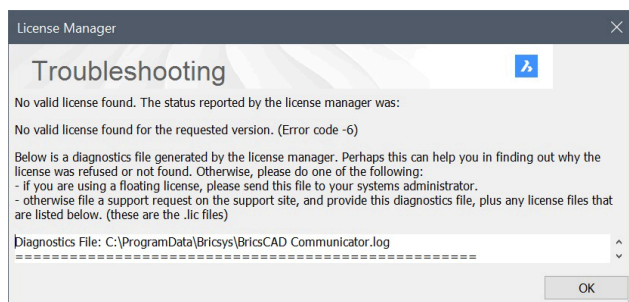 License Manager
Troubleshooting
No valid license found. The status reported by the license manager was:
No valid license found for the requested version. (Error code -6)
Below is a diagnostics file generated by the license manager. Perhaps this can help you in finding out why the
license was refused or not found. Otherwise, please do one of the following:
- if you are using a floating license, please send this file to your systems administrator.
- otherwise file a support request on the support site, and provide this diagnostic file, plus any license files that
are listed below. (these are the .lic files)
Diagnostics File: C:\ProgramData\Bricsys\BricsCAD Communicator.log
===================================================
OK